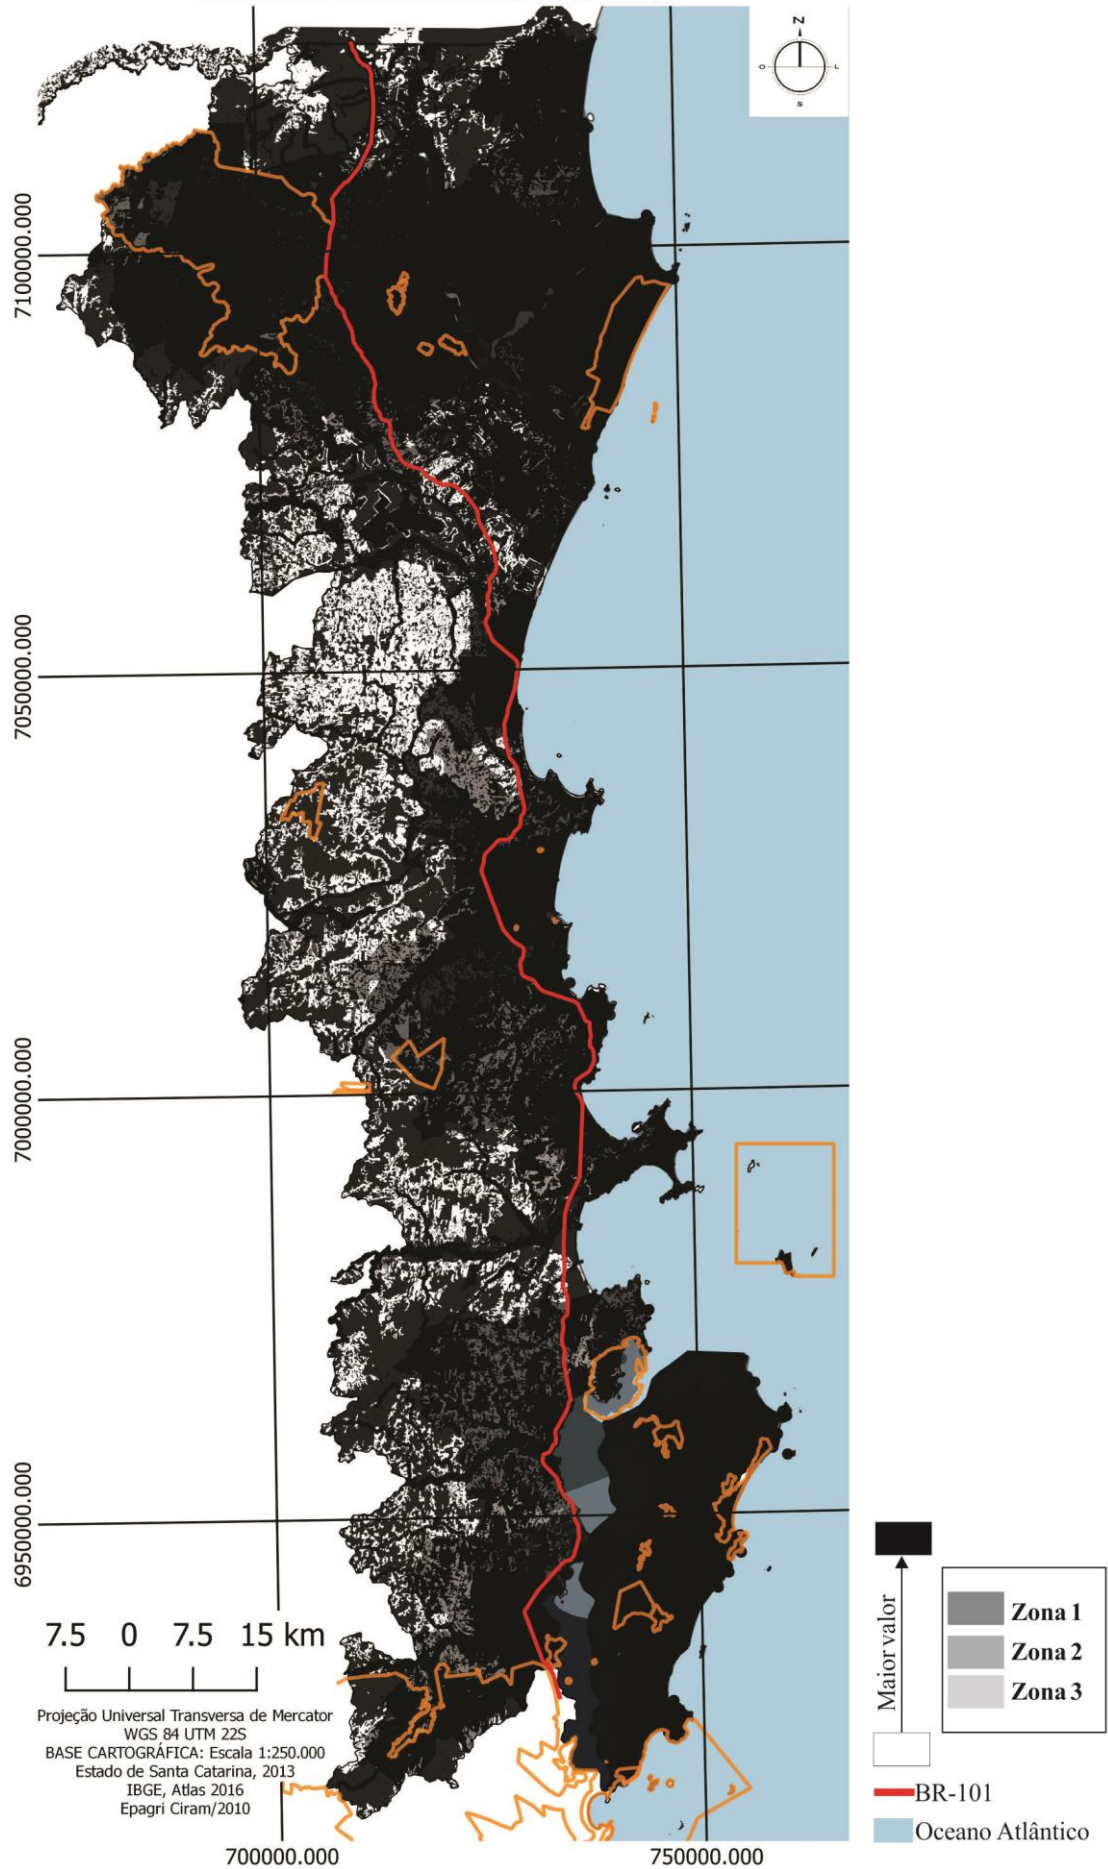 N
O
L
S
7100000.000
7050000.000
7000000.000
6950000.000
7.5 0 7.5 15 km
Projeção Universal Transversa de Mercator
WGS 84 UTM 22S
BASE CARTOGRÁFICA: Escala 1:250.000
Estado de Santa Catarina, 2013
IBGE, Atlas 2016
Epagri Ciram/2010
700000.000
750000.000
Maior valor
Zona 1
Zona 2
Zona 3
BR-101
Oceano Atlântico